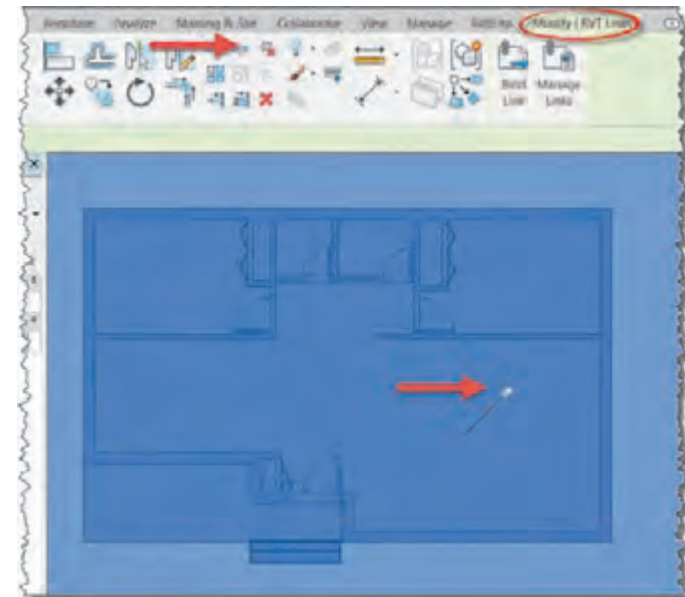 Annotate Analyze Massing & Site Collaborate View Manage Modify | RVT Links
Bind Manage
Link Links